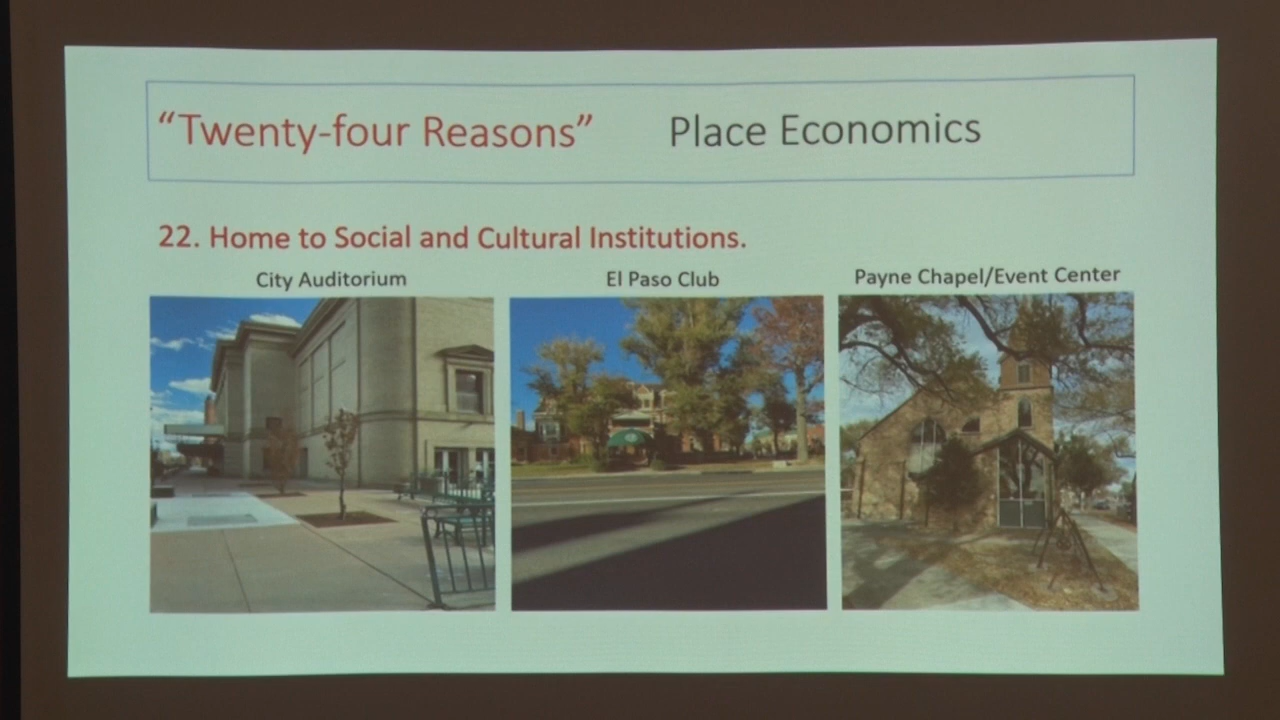 “Twenty-four Reasons” Place Economics
22. Home to Social and Cultural Institutions.
City Auditorium
El Paso Club
Payne Chapel/Event Center